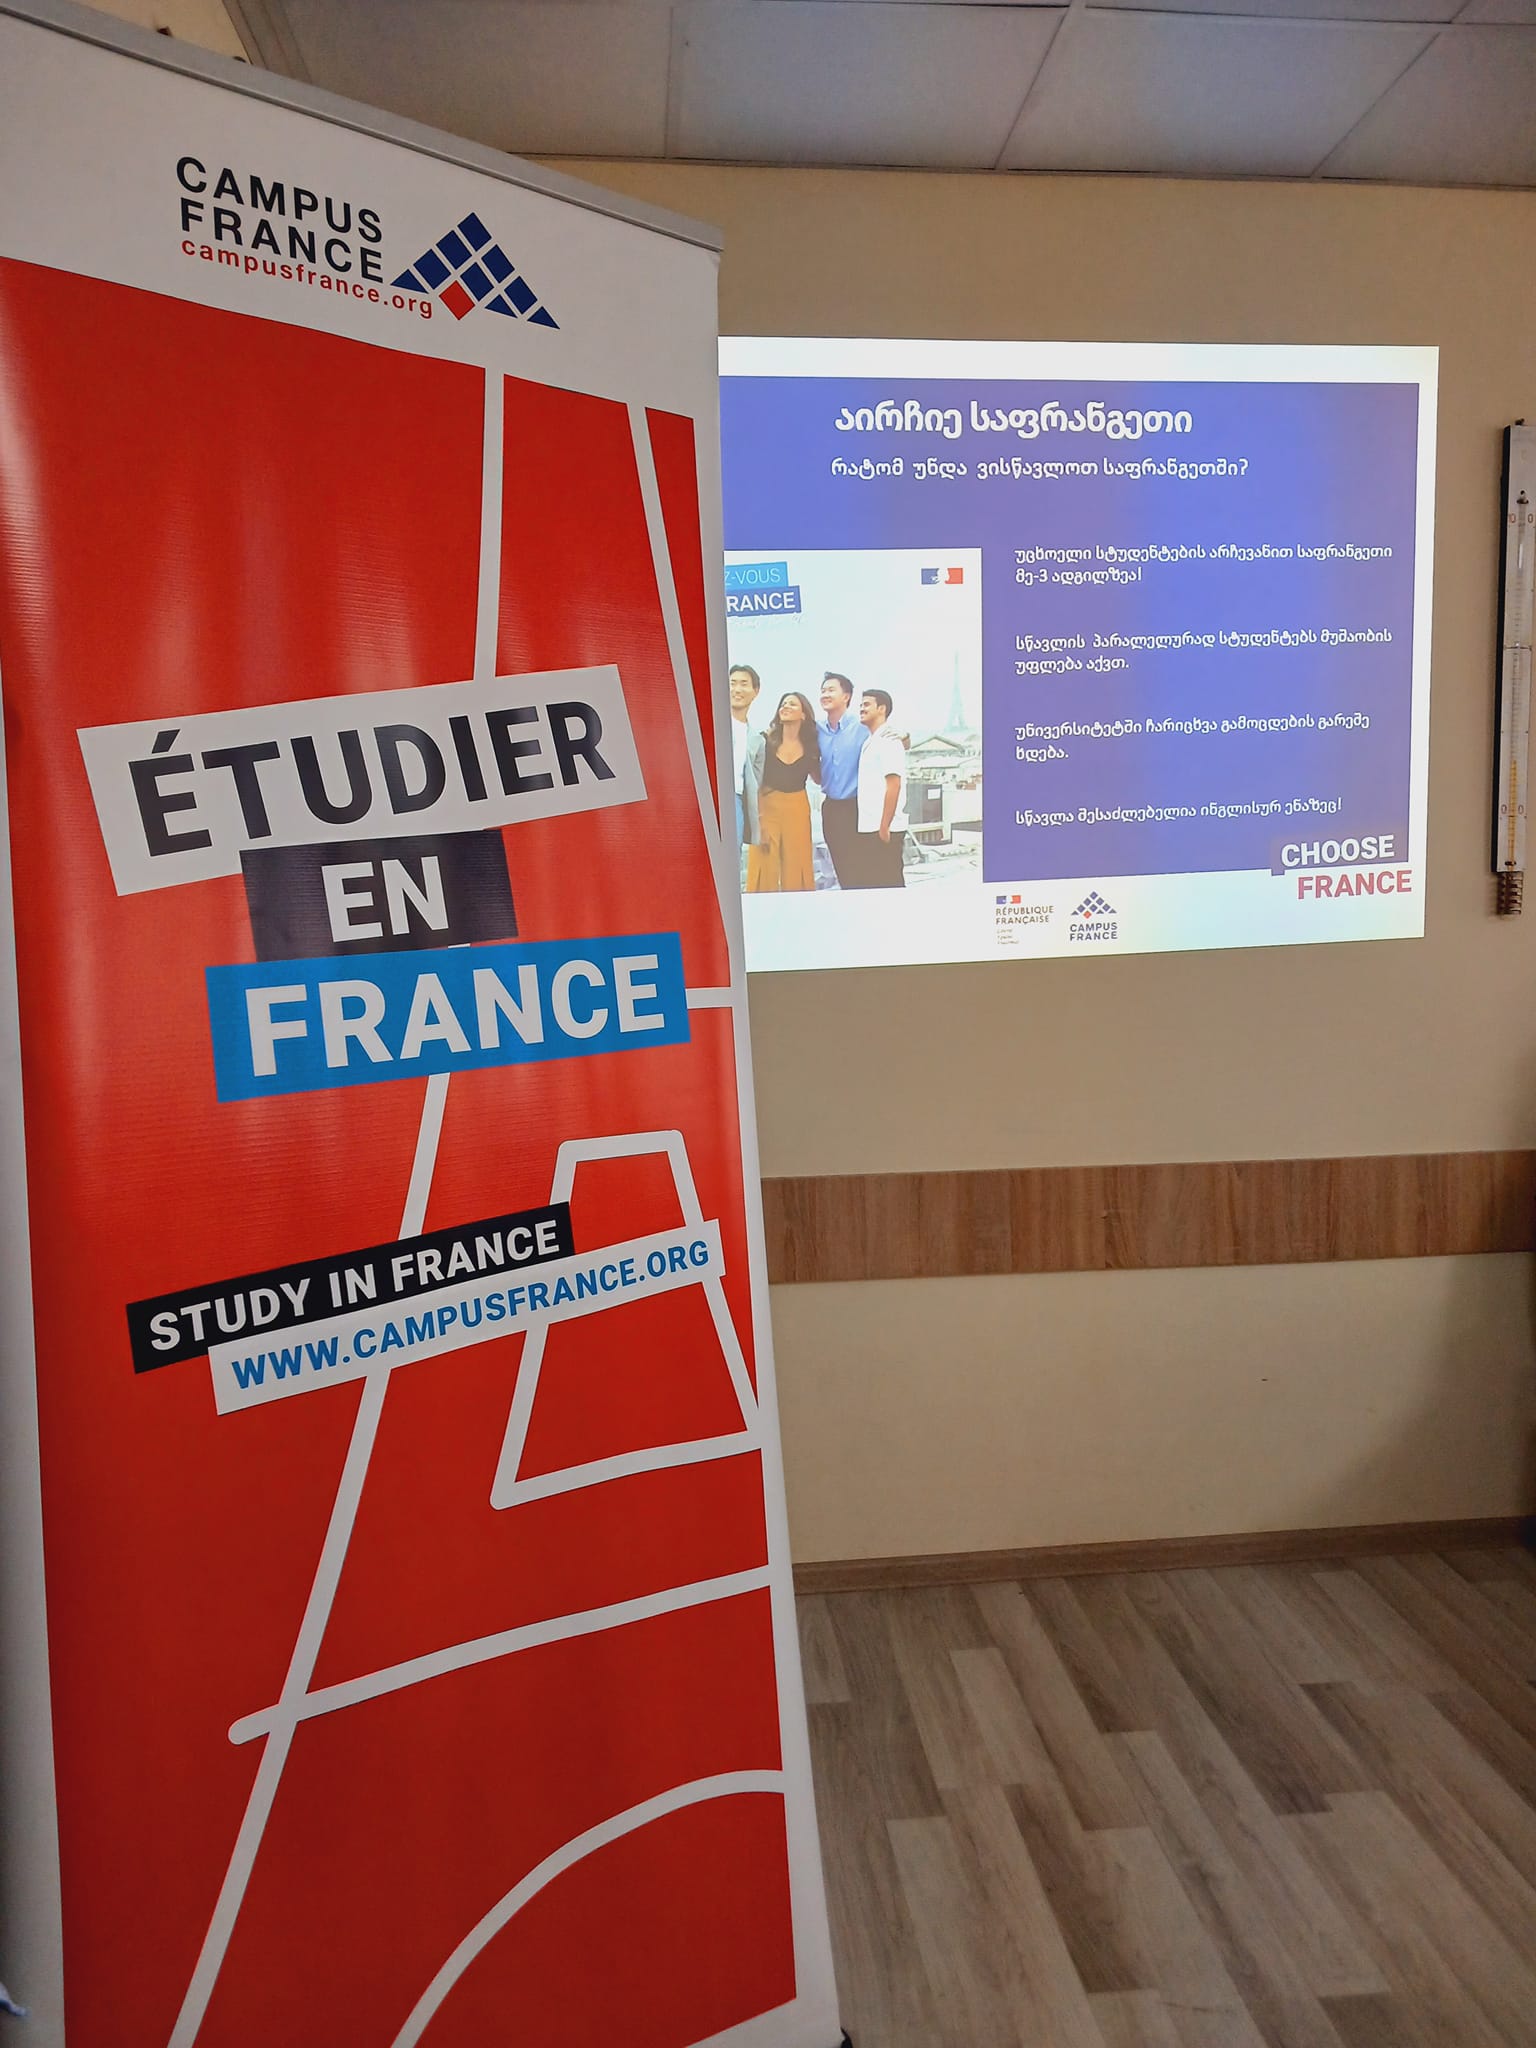 CAMPUS
FRANCE
campusfrance.org
ÉTUDIER
EN
FRANCE
STUDY IN FRANCE
WWW.CAMPUSFRANCE.ORG
აირჩიე საფრანგეთი
რატომ უნდა ვისწავლოთ საფრანგეთში?
Z-VOUS
RANCE
უცხოელი სტუდენტების არჩევანით საფრანგეთი
მე-3 ადგილზეა!
სწავლის პარალელურად სტუდენტებს მუშაობის
უფლება აქვთ.
უნივერსიტეტში ჩარიცხვა გამოცდების გარეშე
ხდება.
სწავლა შესაძლებელია ინგლისურ ენაზეც!
CHOOSE
FRANCE
RÉPUBLIQUE
FRANÇAISE
CAMPUS
FRANCE